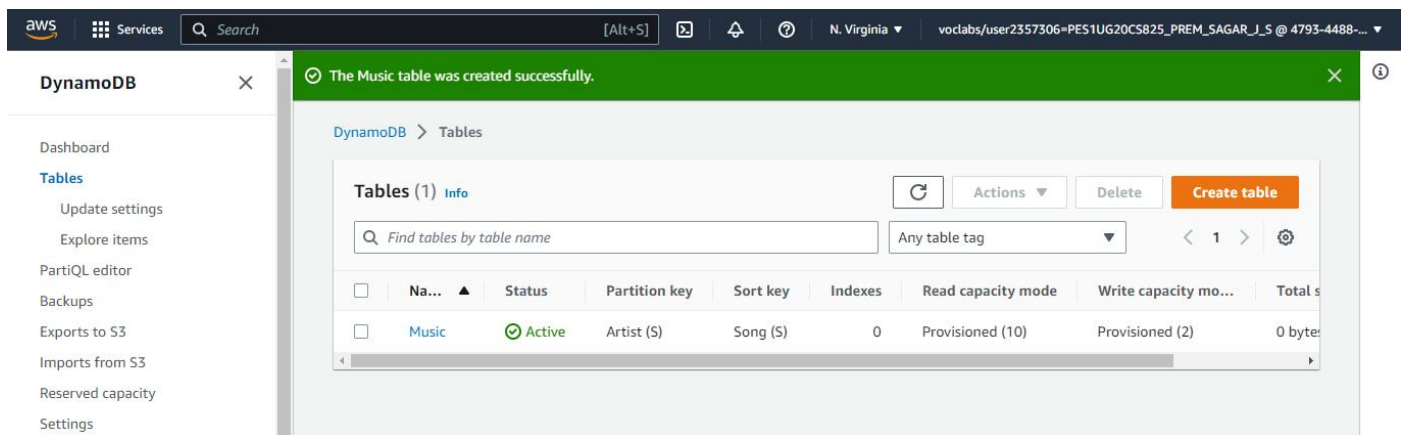 aws Services Search [Alt+S] N. Virginia voclabs/user2357306=PES1UG20CS825_PREM_SAGAR_J_S @ 4793-4488-...
DynamoDB
The Music table was created successfully.
DynamoDB > Tables
Dashboard
Tables
Update settings
Explore items
PartiQL editor
Backups
Exports to S3
Imports from S3
Reserved capacity
Settings
Tables (1) Info Actions Delete Create table
Find tables by table name Any table tag < 1 >
Na... Status Partition key Sort key Indexes Read capacity mode Write capacity mo... Total s
Music Active Artist (S) Song (S) 0 Provisioned (10) Provisioned (2) 0 bytes